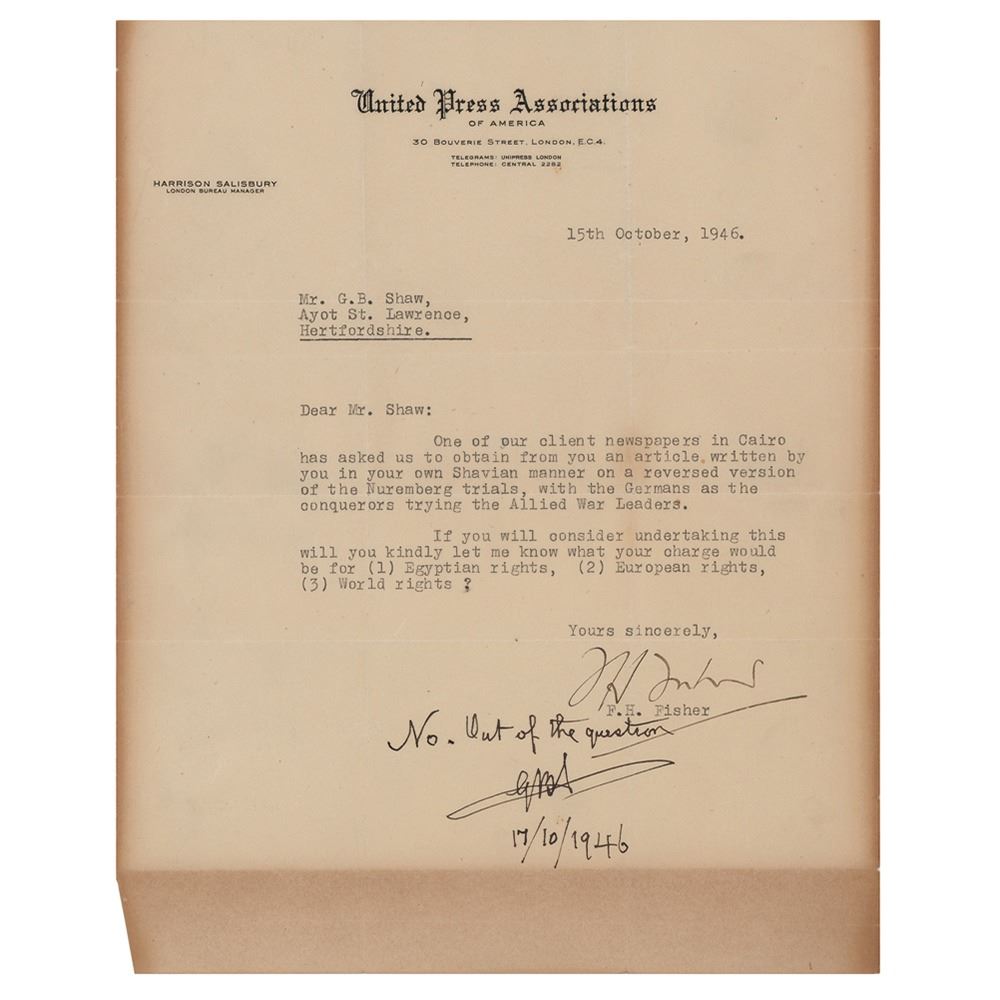 United Press Associations
OF AMERICA
30 BOUVERIE STREET, LONDON, E.C.4.
TELEGRAMS: UNIPRESS LONDON
TELEPHONE: CENTRAL 2282
HARRISON SALISBURY
LONDON BUREAU MANAGER
15th October, 1946.
Mr. G.B. Shaw,
Ayot St. Lawrence,
Hertfordshire.
Dear Mr. Shaw:
One of our client newspapers in Cairo
has asked us to obtain from you an article written by
you in your own Shavian manner on a reversed version
of the Nuremberg trials, with the Germans as the
conquerors trying the Allied War Leaders.
If you will consider undertaking this
will you kindly let me know what your charge would
be for (1) Egyptian rights, (2) European rights,
(3) World rights ?
Yours sincerely,
F.H. Fisher
No. Out of the question
GBS
17/10/1946